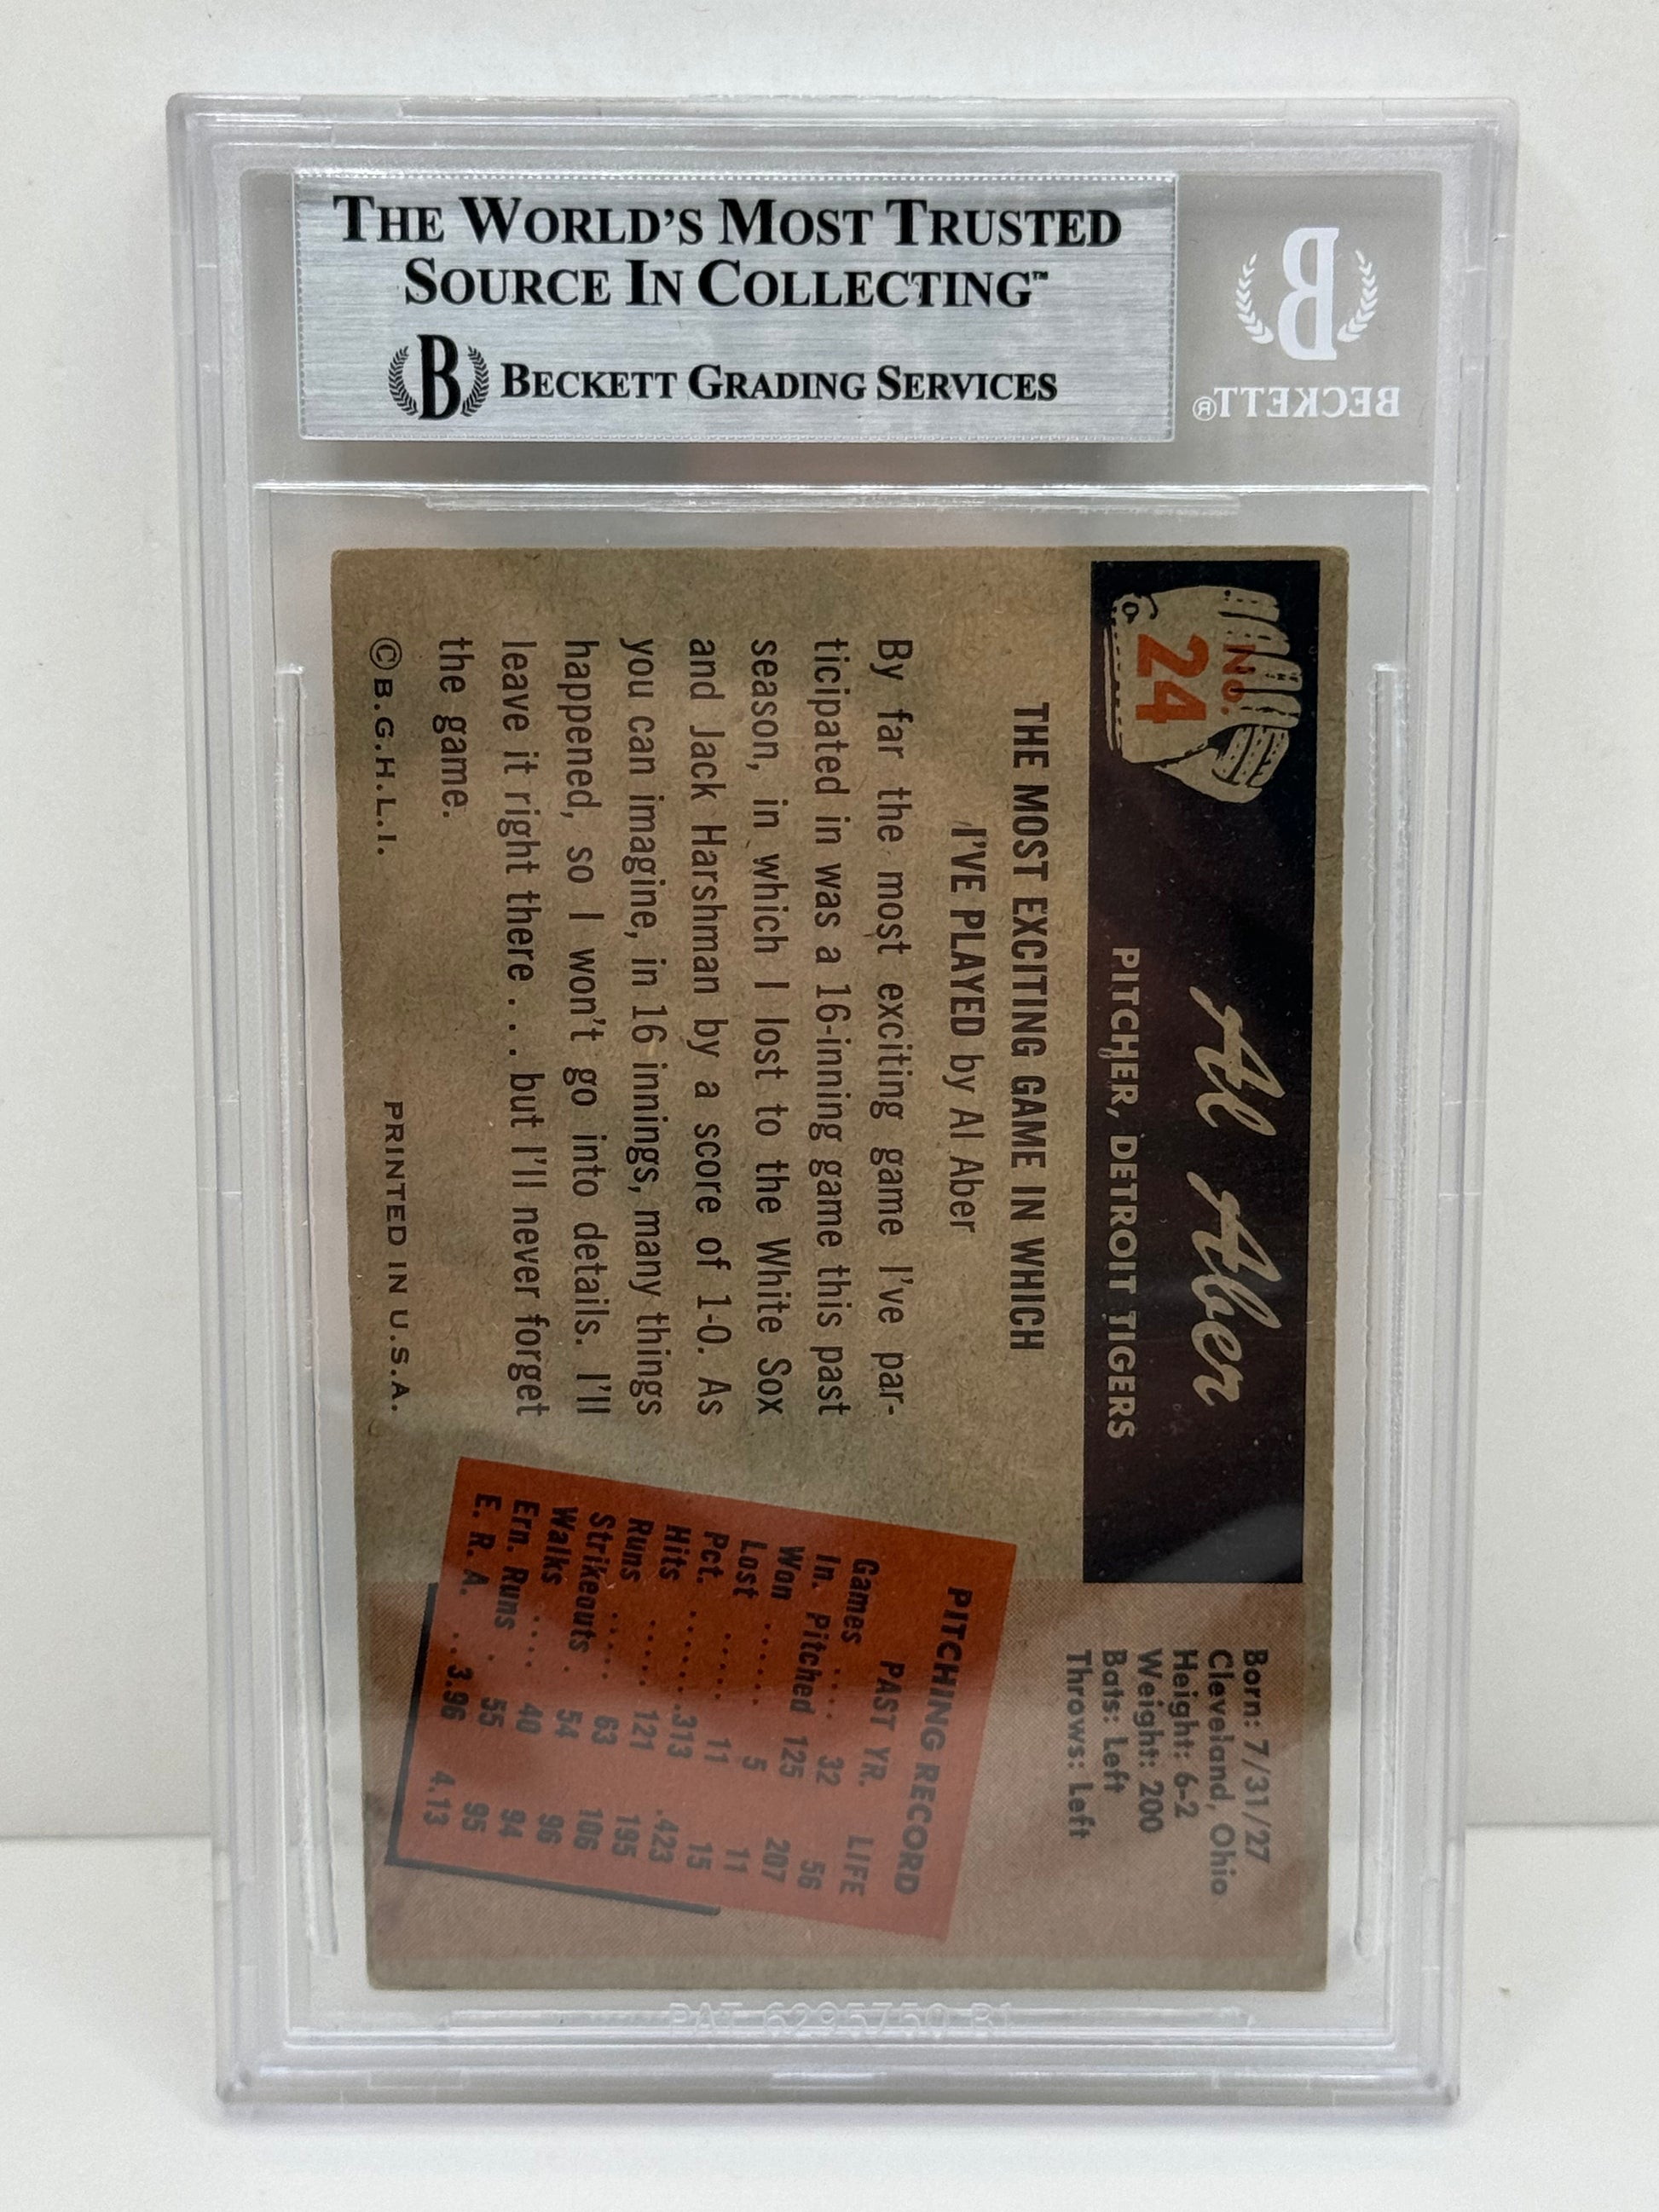 THE WORLD'S MOST TRUSTED
SOURCE IN COLLECTING™
B BECKETT GRADING SERVICES
B
BECKETT®
No.
24
Al Aber
PITCHER, DETROIT TIGERS
Born: 7/31/27
Cleveland, Ohio
Height: 6-2
Weight: 200
Bats: Left
Throws: Left
THE MOST EXCITING GAME IN WHICH
I'VE PLAYED by Al Aber
By far the most exciting game I've par-
ticipated in was a 16-inning game this past
season, in which I lost to the White Sox
and Jack Harshman by a score of 1-0. As
you can imagine, in 16 innings, many things
happened, so I won't go into details. I'll
leave it right there . . . but I'll never forget
the game.
© B.G.H.L.I. PRINTED IN U.S.A.
PITCHING RECORD
PAST YR. LIFE
Games ..... 32 56
In. Pitched 125 207
Won ....... 5 11
Lost ...... 11 15
Pct. .......313 .423
Hits ...... 121 195
Runs ..... 63 106
Strikeouts . 54 96
Walks .... 40 94
Ern. Runs . 55 95
E. R. A. ...3.96 4.13
PAT 6295750 B1